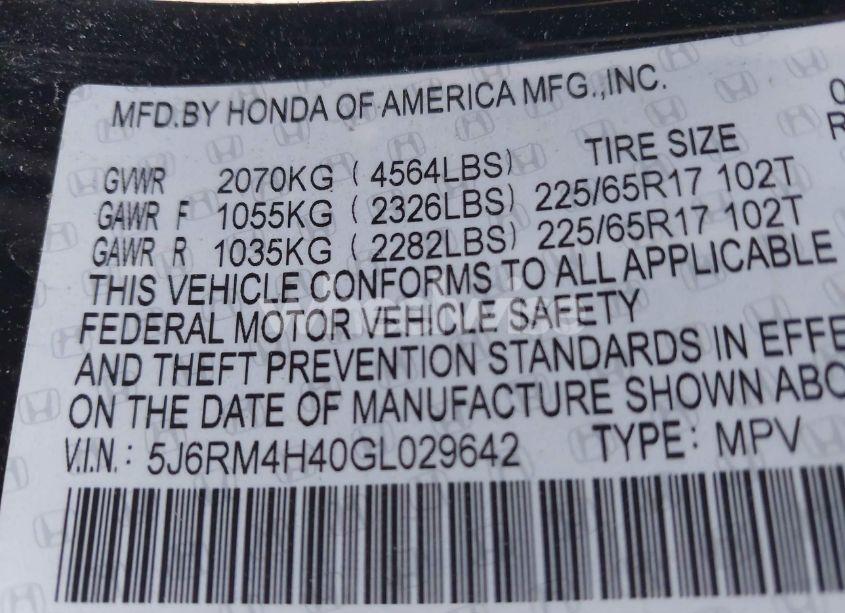 MFD.BY HONDA OF AMERICA MFG.,INC.
TIRE SIZE
GVWR 2070KG ( 4564LBS)
GAWR F 1055KG ( 2326LBS) 225/65R17 102T
GAWR R 1035KG ( 2282LBS) 225/65R17 102T
THIS VEHICLE CONFORMS TO ALL APPLICABLE
FEDERAL MOTOR VEHICLE SAFETY
AND THEFT PREVENTION STANDARDS IN EFFE
ON THE DATE OF MANUFACTURE SHOWN ABO
V.I.N.: 5J6RM4H40GL029642 TYPE: MPV